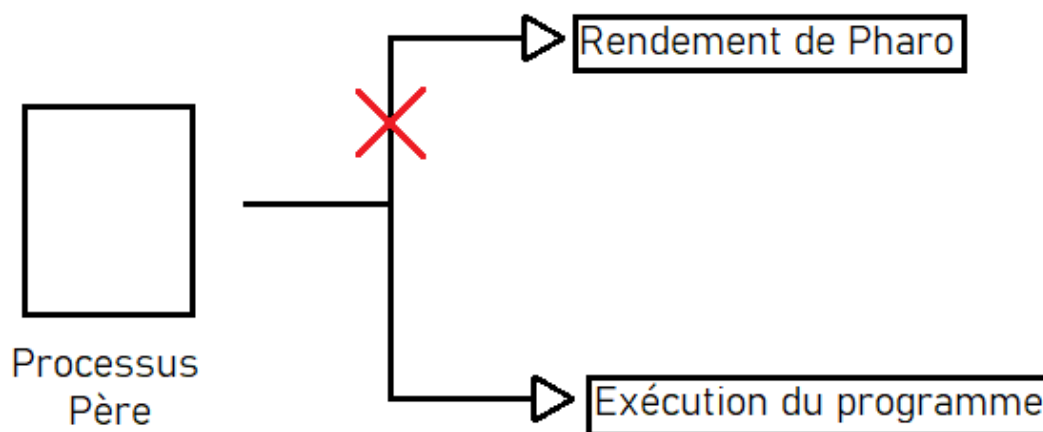 Rendement de Pharo
Processus
Père
Exécution du programme